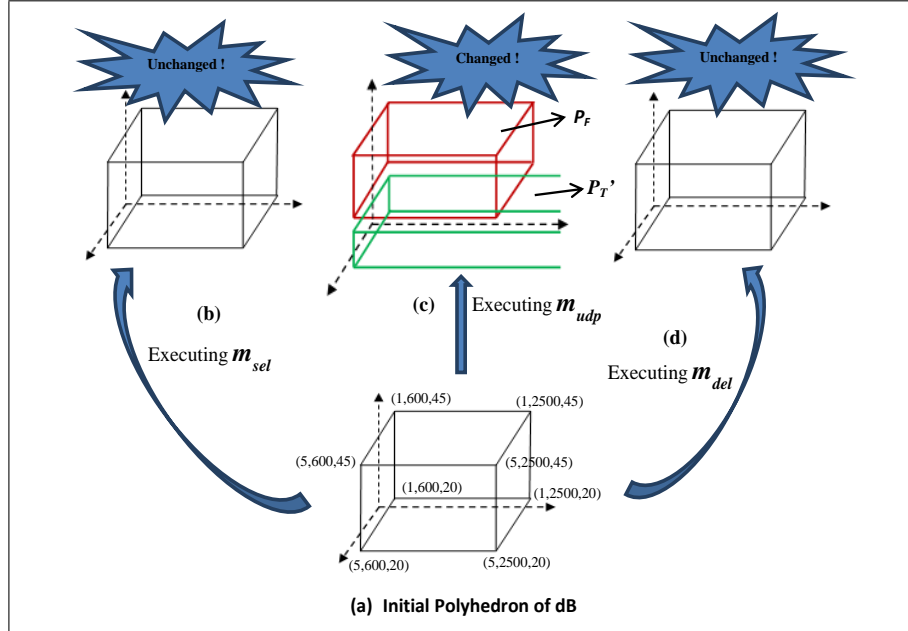 Unchanged !
Changed !
Unchanged !
P_F
P_T'
(b)
Executing m_sel
(c)
Executing m_udp
(d)
Executing m_del
(1,600,45)
(1,2500,45)
(5,600,45)
(5,2500,45)
(1,600,20)
(1,2500,20)
(5,600,20)
(5,2500,20)
(a) Initial Polyhedron of dB